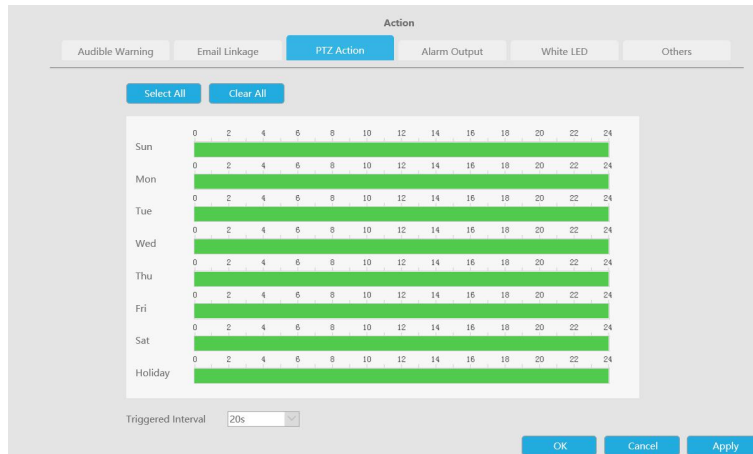 Action
Audible Warning Email Linkage PTZ Action Alarm Output White LED Others
Select All Clear All
0 2 4 6 8 10 12 14 16 18 20 22 24
Sun
0 2 4 6 8 10 12 14 16 18 20 22 24
Mon
0 2 4 6 8 10 12 14 16 18 20 22 24
Tue
0 2 4 6 8 10 12 14 16 18 20 22 24
Wed
0 2 4 6 8 10 12 14 16 18 20 22 24
Thu
0 2 4 6 8 10 12 14 16 18 20 22 24
Fri
0 2 4 6 8 10 12 14 16 18 20 22 24
Sat
0 2 4 6 8 10 12 14 16 18 20 22 24
Holiday
Triggered Interval 20s
OK Cancel Apply